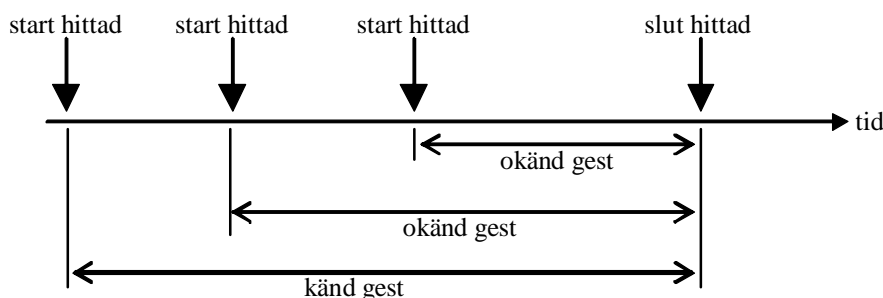 start hittad start hittad start hittad slut hittad
tid
okänd gest
okänd gest
känd gest